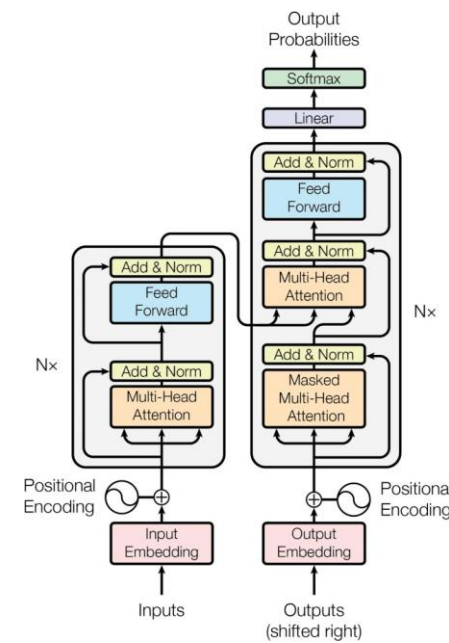 Output
Probabilities
Softmax
Linear
Add & Norm
Feed
Forward
Add & Norm
Multi-Head
Attention
Add & Norm
Masked
Multi-Head
Attention
N×
Add & Norm
Feed
Forward
Add & Norm
Multi-Head
Attention
N×
Positional
Encoding
Positional
Encoding
Input
Embedding
Output
Embedding
Inputs
Outputs
(shifted right)